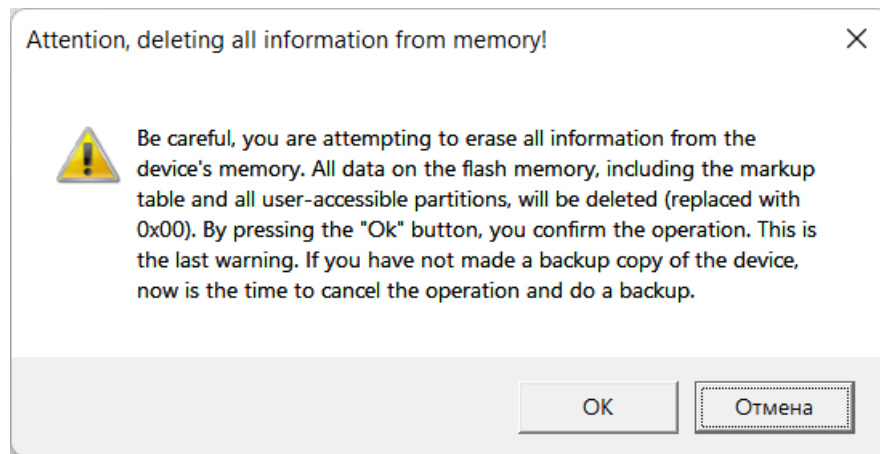 Attention, deleting all information from memory!
Be careful, you are attempting to erase all information from the
device's memory. All data on the flash memory, including the markup
table and all user-accessible partitions, will be deleted (replaced with
0x00). By pressing the "Ok" button, you confirm the operation. This is
the last warning. If you have not made a backup copy of the device,
now is the time to cancel the operation and do a backup.
OK
Отмена